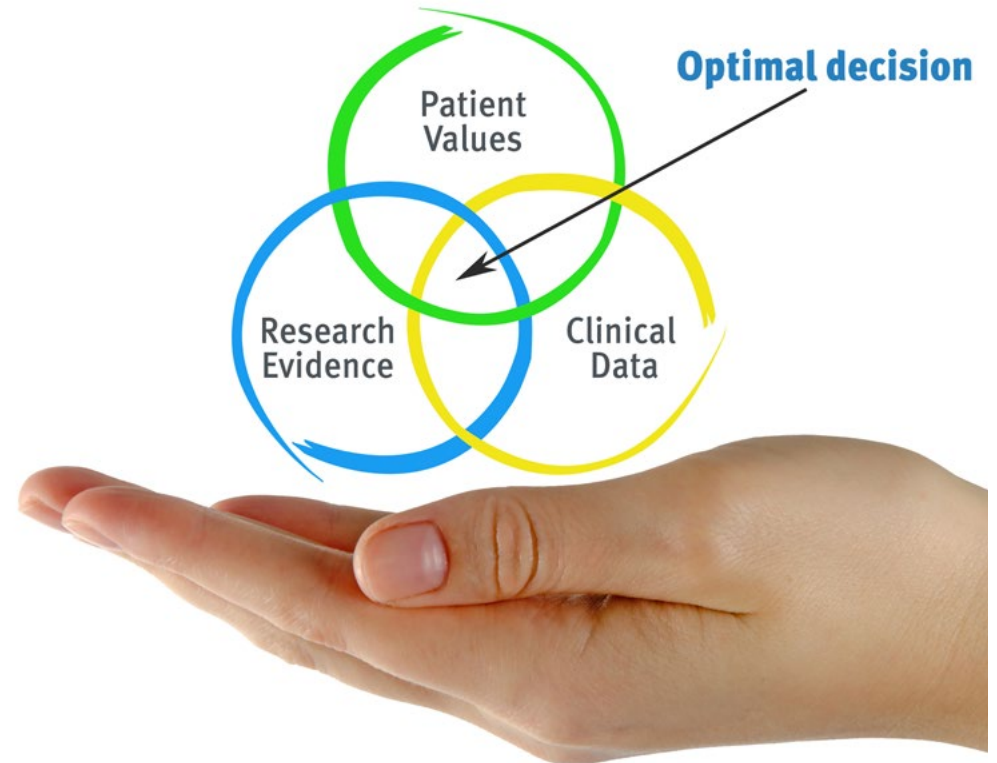 Optimal decision
Patient
Values
Research
Evidence
Clinical
Data